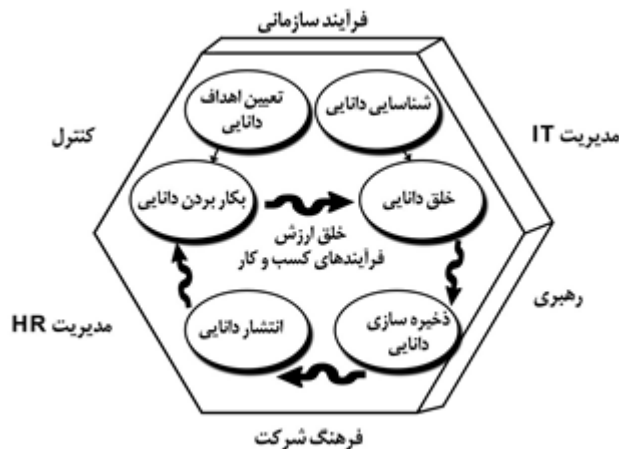 فرآیند سازمانی
شناسایی دانایی
تعیین اهداف
دانایی
کنترل
مدیریت IT
خلق دانایی
بکار بردن دانایی
خلق ارزش
فرآیندهای کسب و کار
رهبری
مدیریت HR
ذخیره سازی
دانایی
انتشار دانایی
فرهنگ شرکت